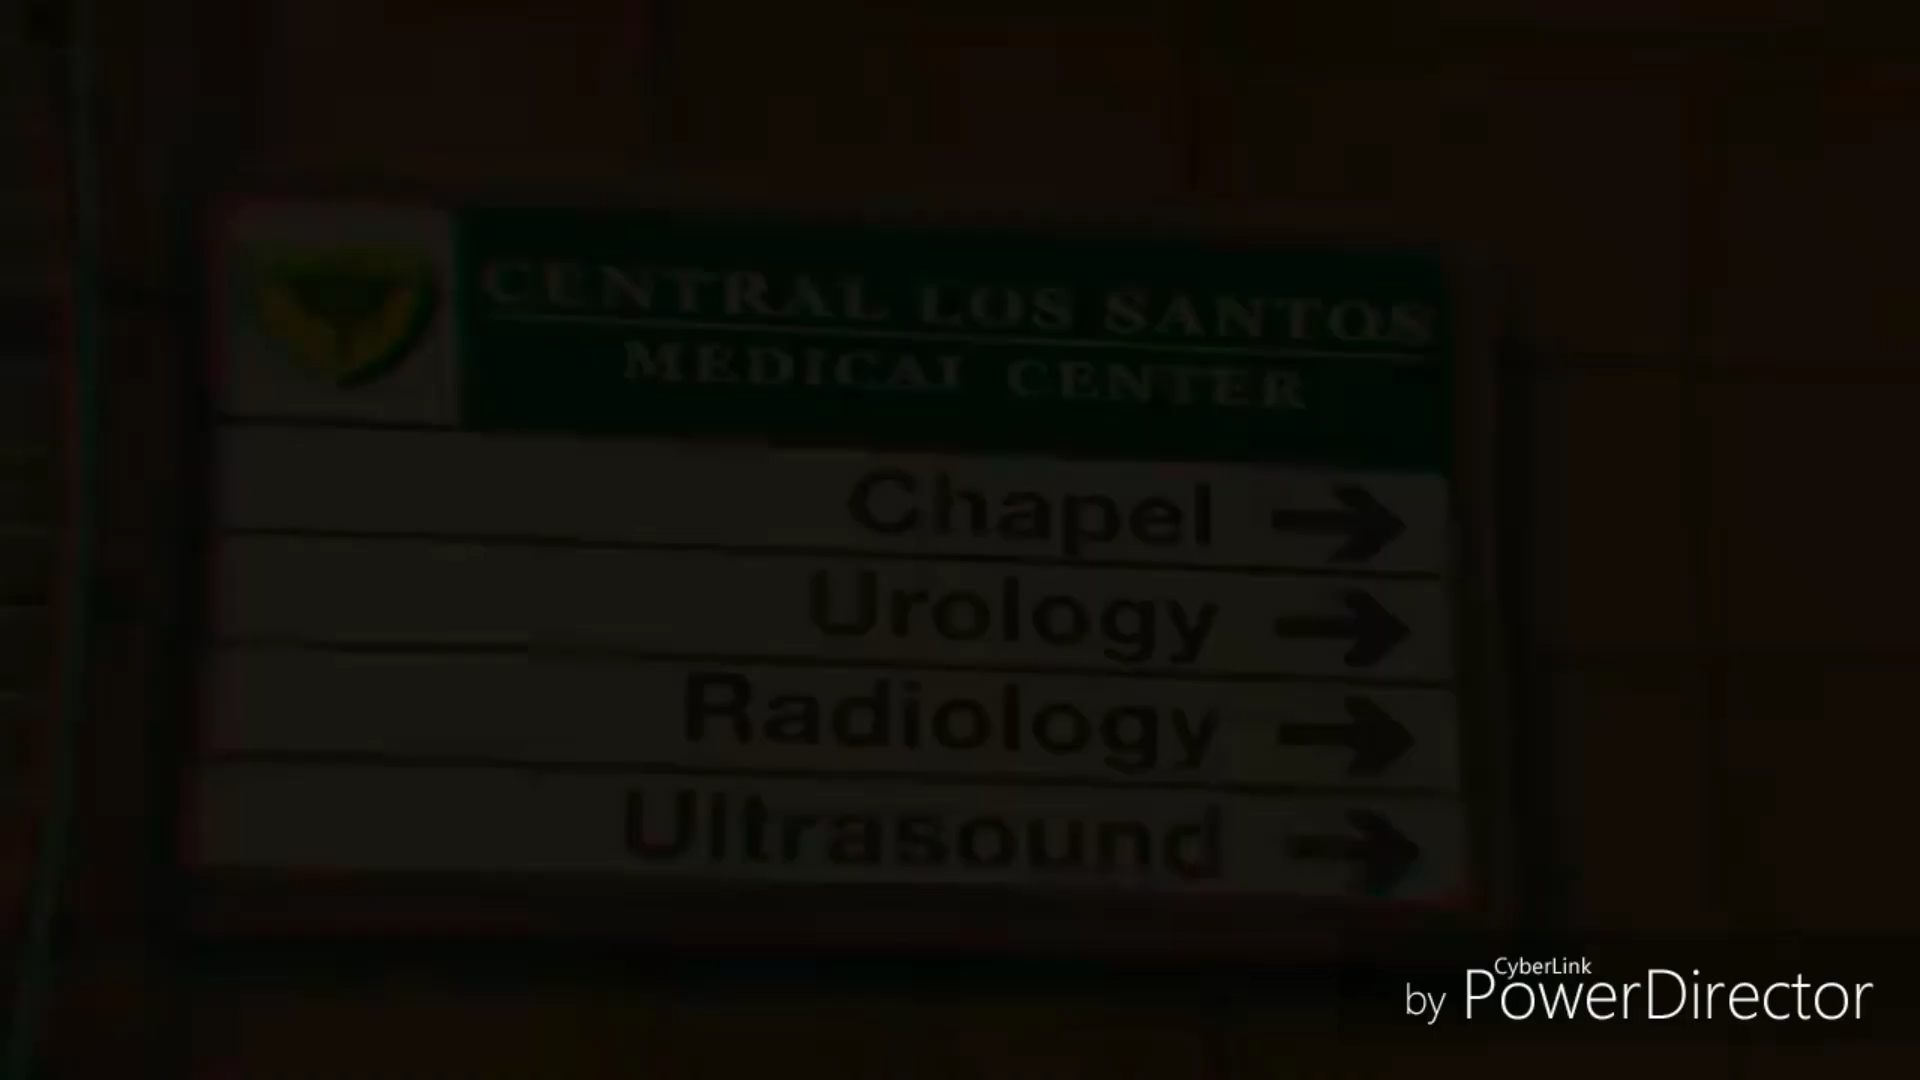 CENTRAL LOS SANTOS
MEDICAL CENTER
Chapel
Urology
Radiology
Ultrasound
by CyberLink PowerDirector